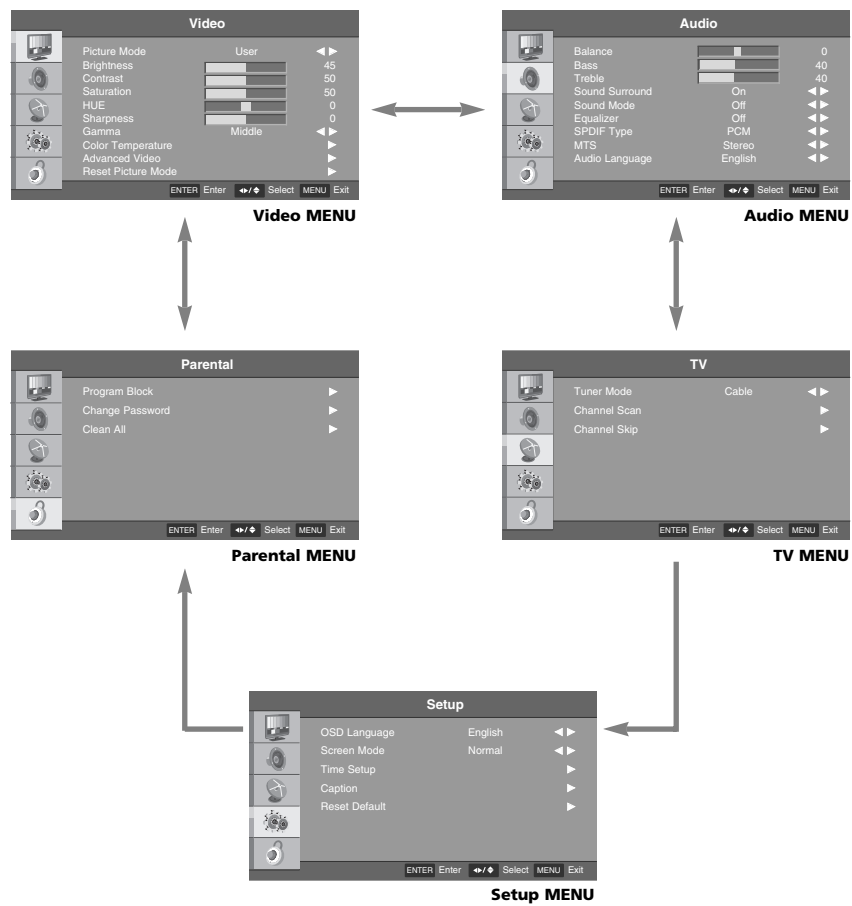 Video
Picture Mode User
Brightness 45
Contrast 50
Saturation 50
HUE 0
Sharpness 0
Gamma Middle
Color Temperature
Advanced Video
Reset Picture Mode
ENTER Enter Select MENU Exit
Video MENU
Audio
Balance 0
Bass 40
Treble 40
Sound Surround On
Sound Mode Off
Equalizer Off
SPDIF Type PCM
MTS Stereo
Audio Language English
ENTER Enter Select MENU Exit
Audio MENU
Parental
Program Block
Change Password
Clean All
ENTER Enter Select MENU Exit
Parental MENU
TV
Tuner Mode Cable
Channel Scan
Channel Skip
ENTER Enter Select MENU Exit
TV MENU
Setup
OSD Language English
Screen Mode Normal
Time Setup
Caption
Reset Default
ENTER Enter Select MENU Exit
Setup MENU